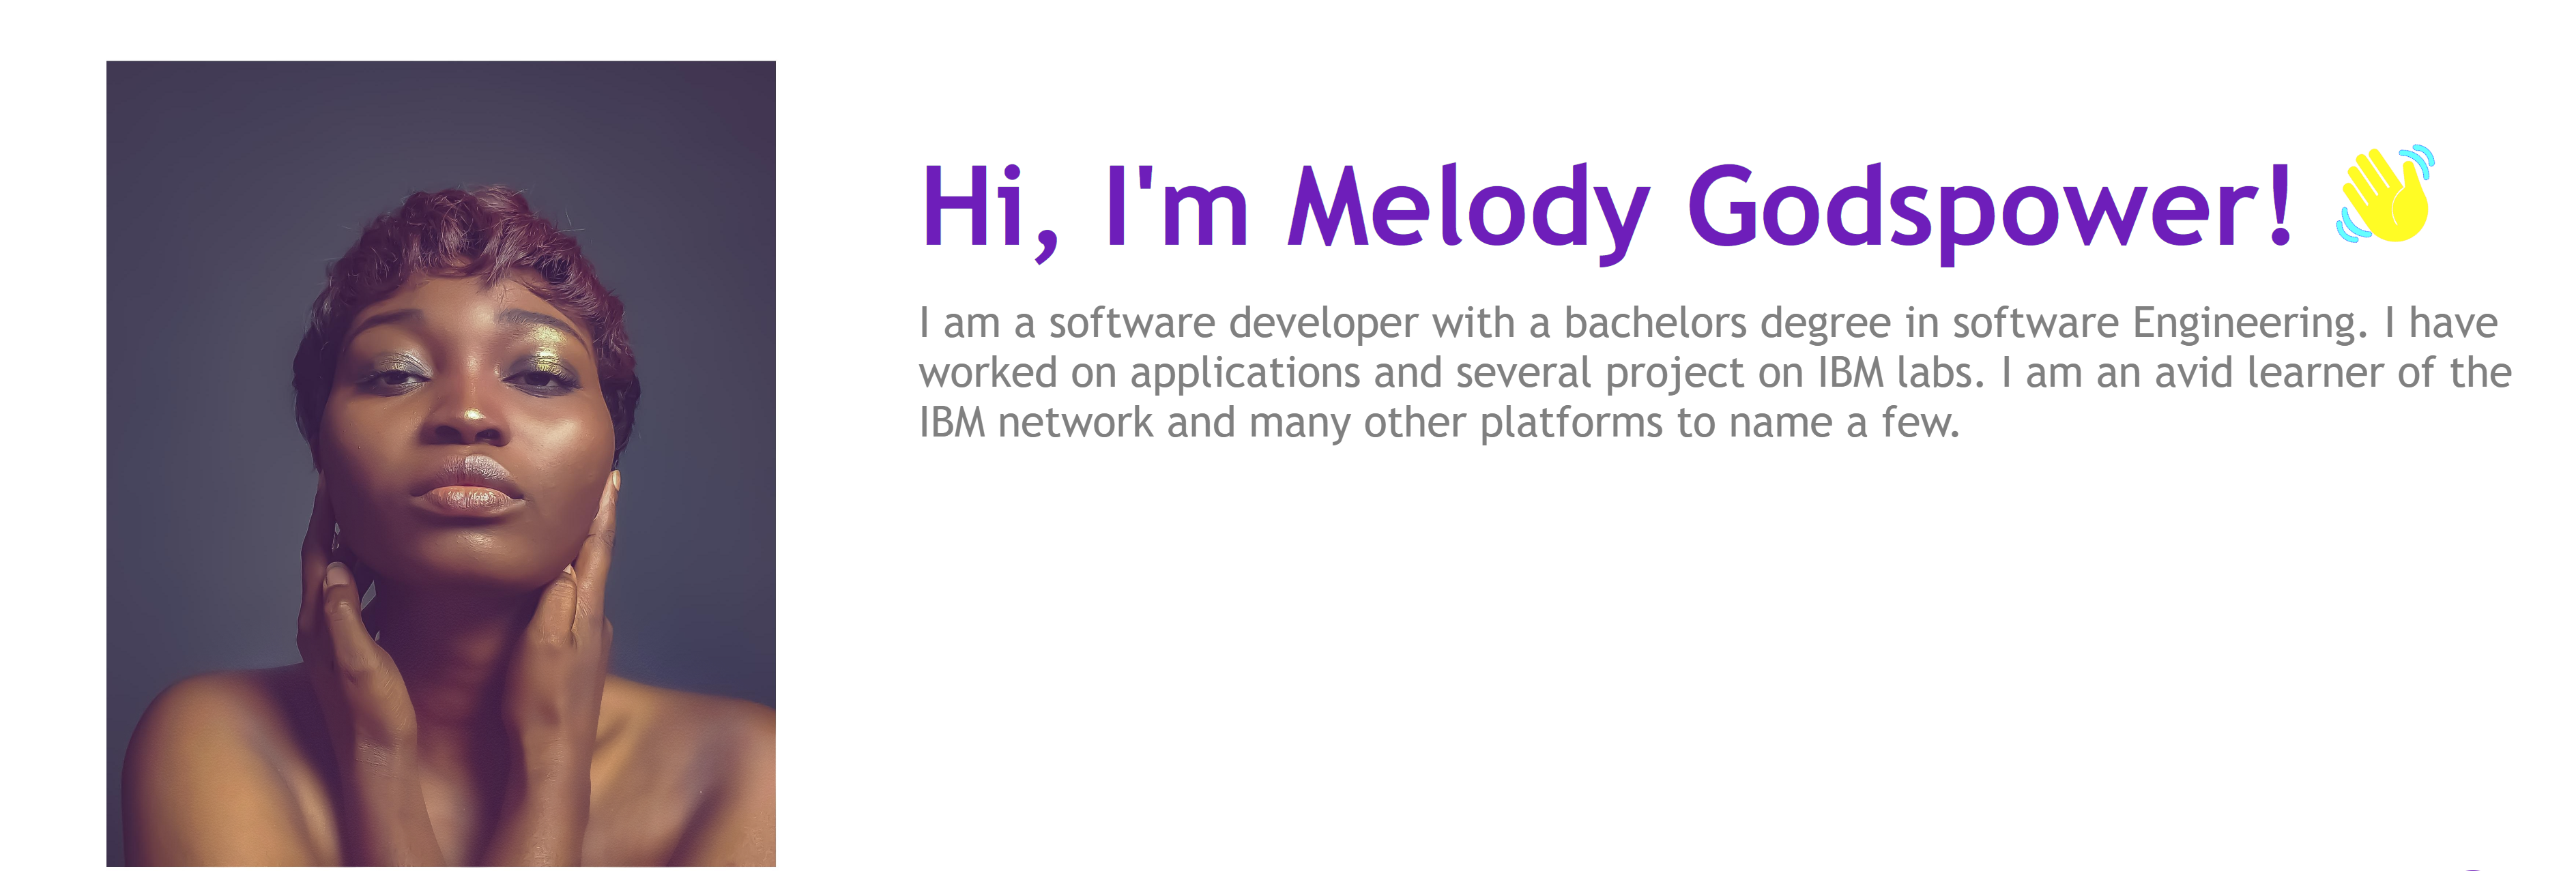 Hi, I'm Melody Godspower!
I am a software developer with a bachelors degree in software Engineering. I have
worked on applications and several project on IBM labs. I am an avid learner of the
IBM network and many other platforms to name a few.